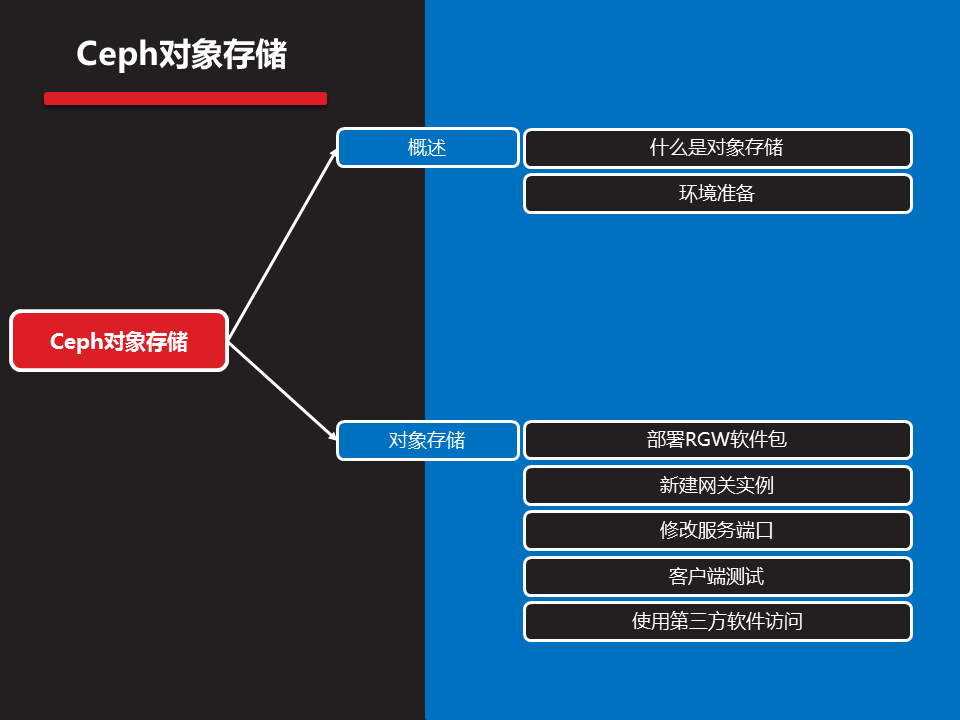 Ceph对象存储
概述
什么是对象存储
环境准备
Ceph对象存储
对象存储
部署RGW软件包
新建网关实例
修改服务端口
客户端测试
使用第三方软件访问